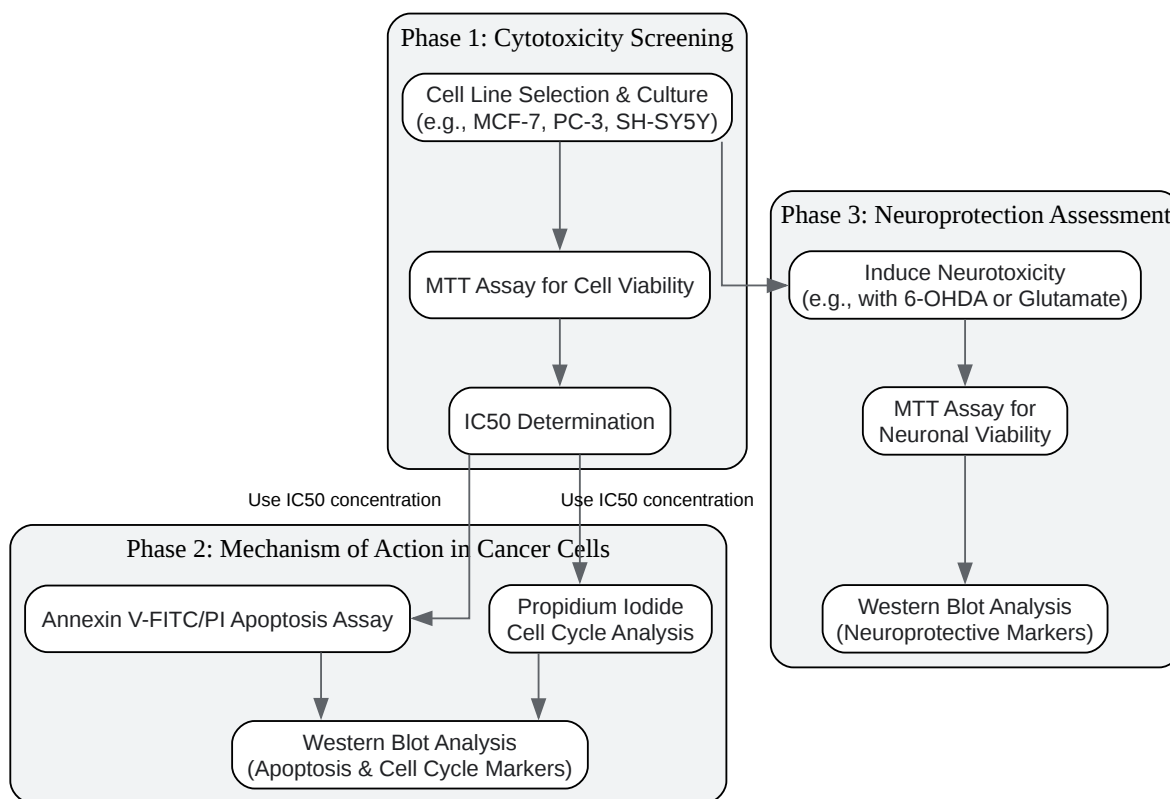 Phase 1: Cytotoxicity Screening
Cell Line Selection & Culture
(e.g., MCF-7, PC-3, SH-SY5Y)
MTT Assay for Cell Viability
IC50 Determination
Use IC50 concentration
Use IC50 concentration
Phase 2: Mechanism of Action in Cancer Cells
Annexin V-FITC/PI Apoptosis Assay
Propidium Iodide
Cell Cycle Analysis
Western Blot Analysis
(Apoptosis & Cell Cycle Markers)
Phase 3: Neuroprotection Assessment
Induce Neurotoxicity
(e.g., with 6-OHDA or Glutamate)
MTT Assay for
Neuronal Viability
Western Blot Analysis
(Neuroprotective Markers)